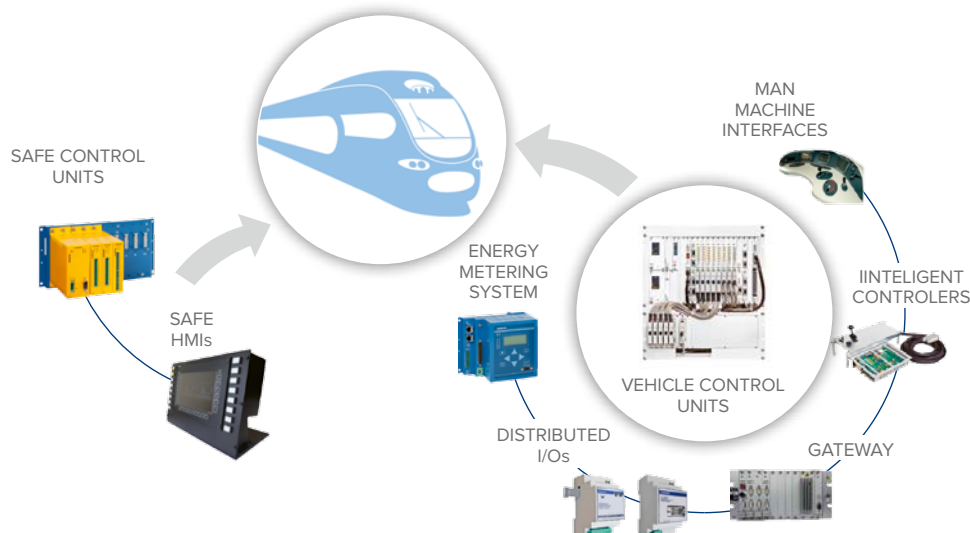 MAN
MACHINE
INTERFACES
SAFE CONTROL
UNITS
ENERGY
METERING
SYSTEM
IINTELIGENT
CONTROLERS
SAFE
HMIs
VEHICLE CONTROL
UNITS
DISTRIBUTED
I/Os
GATEWAY